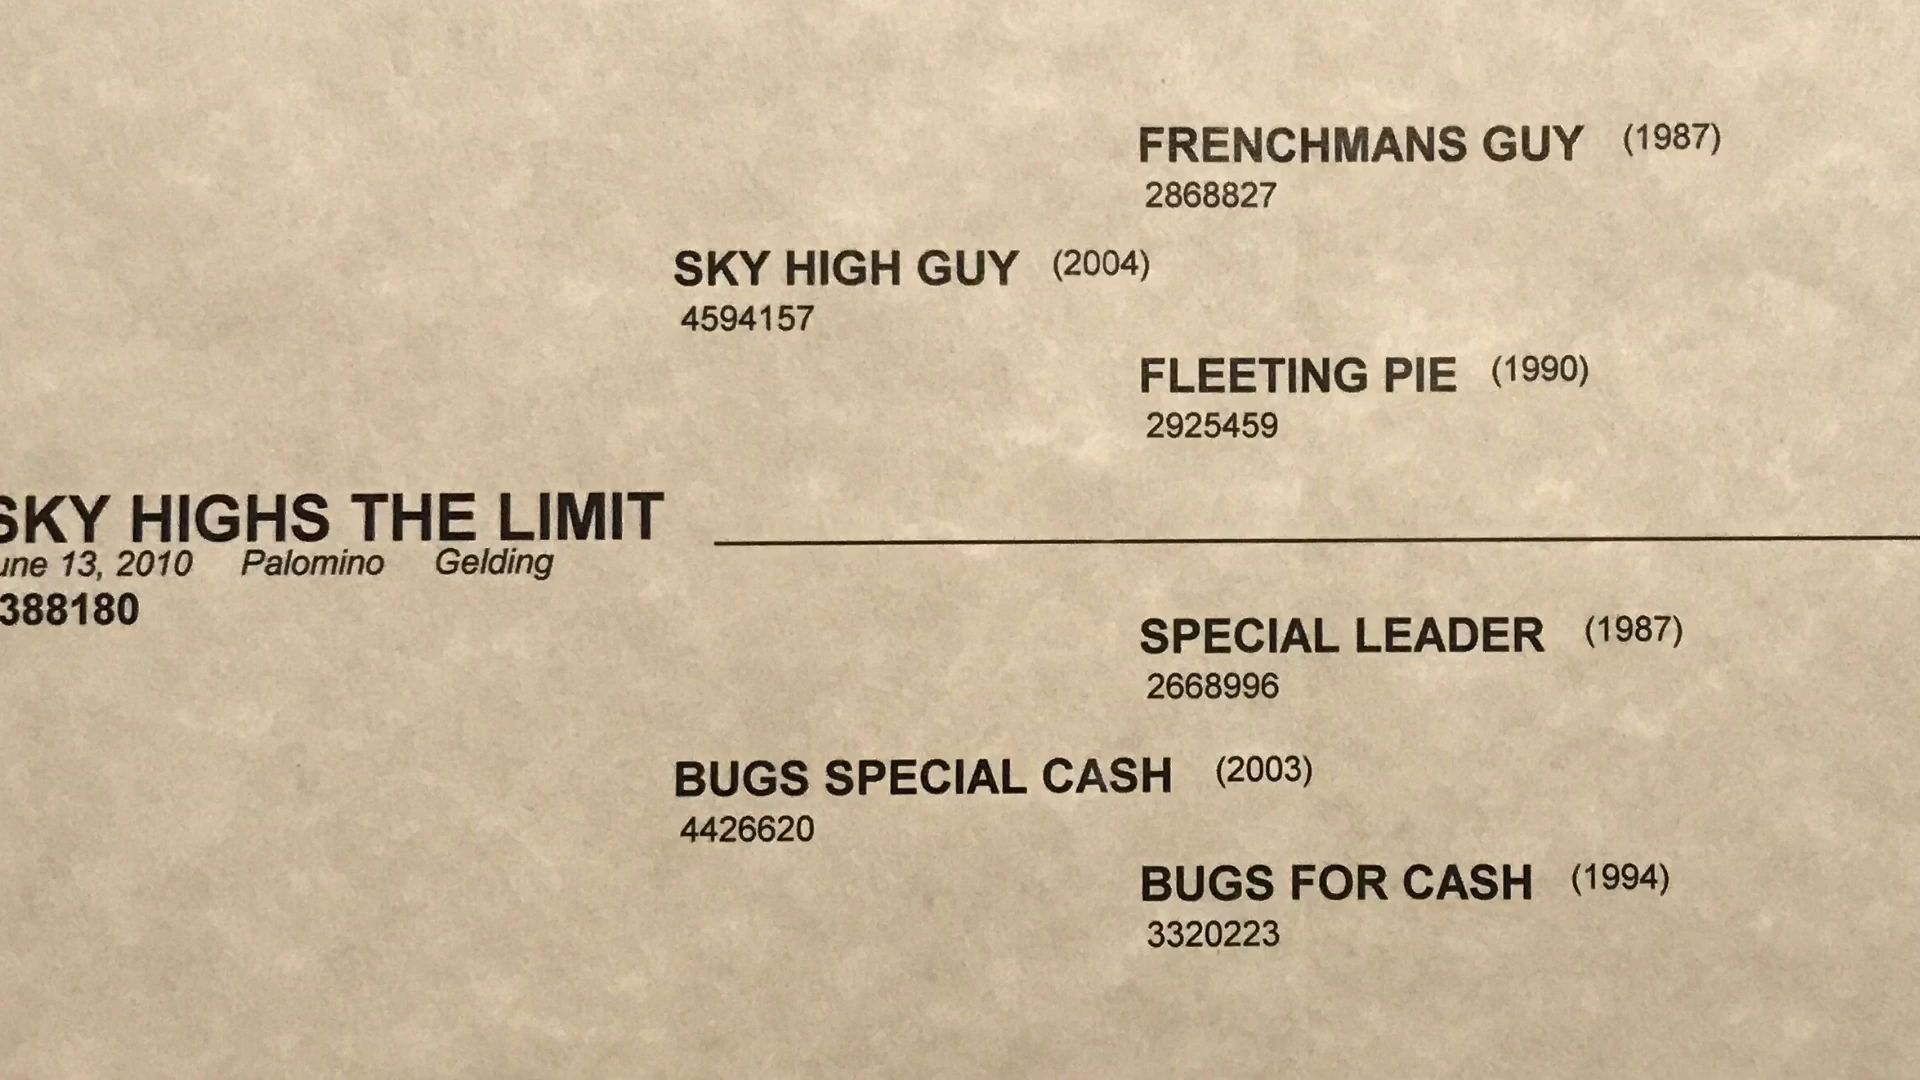 FRENCHMANS GUY (1987)
2868827
SKY HIGH GUY (2004)
4594157
FLEETING PIE (1990)
2925459
SKY HIGHS THE LIMIT
une 13, 2010 Palomino Gelding
388180
SPECIAL LEADER (1987)
2668996
BUGS SPECIAL CASH (2003)
4426620
BUGS FOR CASH (1994)
3320223